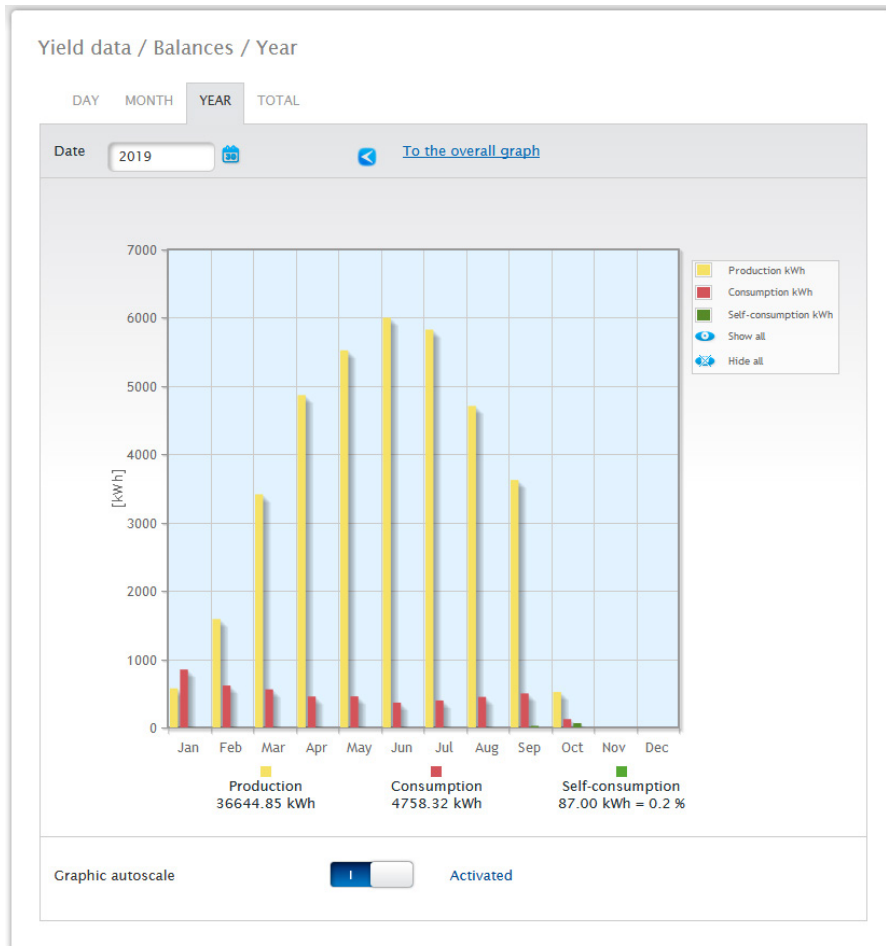 Yield data / Balances / Year
DAY MONTH YEAR TOTAL
Date 2019 30 To the overall graph
7000
6000
5000
4000
3000
2000
1000
0
[kWh]
Production kWh
Consumption kWh
Self-consumption kWh
Show all
Hide all
Jan Feb Mar Apr May Jun Jul Aug Sep Oct Nov Dec
Production Consumption Self-consumption
36644.85 kWh 4758.32 kWh 87.00 kWh = 0.2 %
Graphic autoscale I Activated